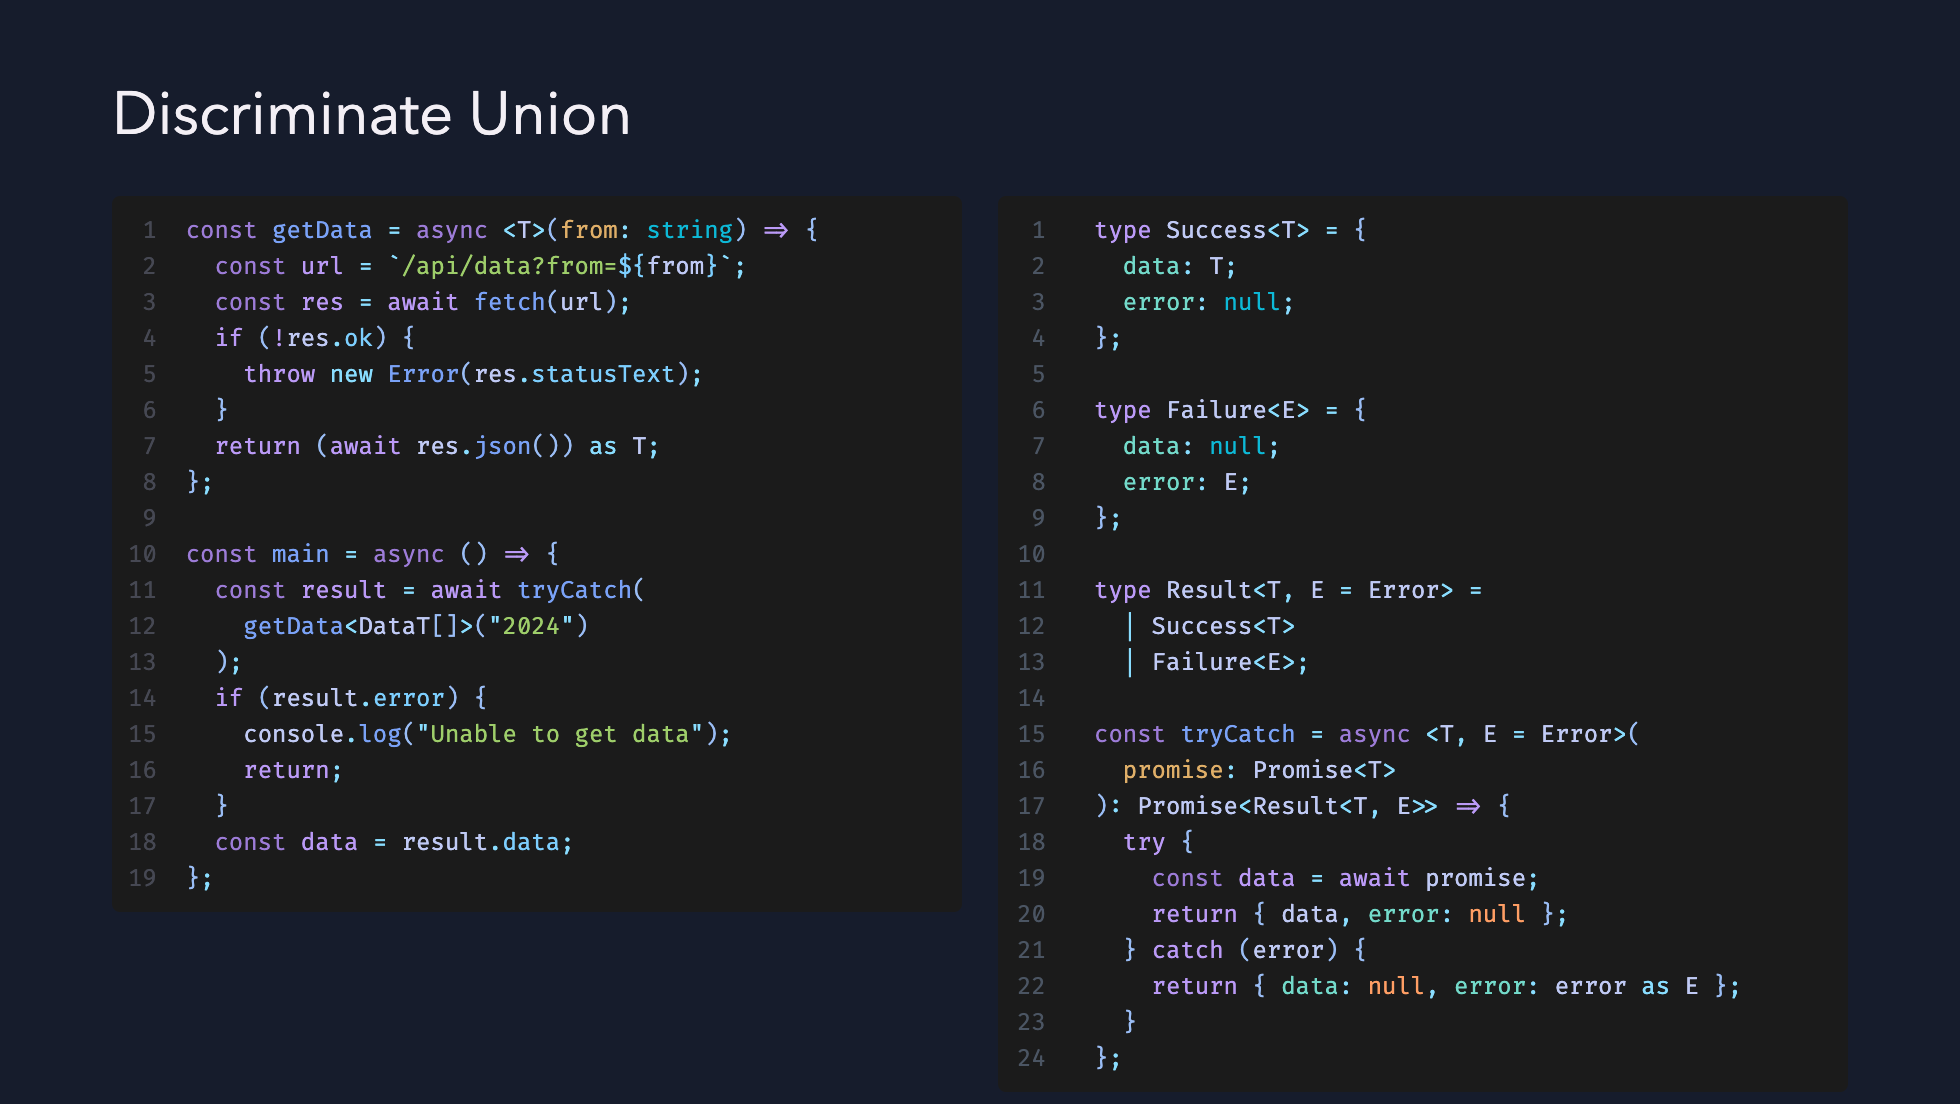 Discriminate Union
1 const getData = async <T>(from: string) => {
2   const url = `/api/data?from=${from}`;
3   const res = await fetch(url);
4   if (!res.ok) {
5     throw new Error(res.statusText);
6   }
7   return (await res.json()) as T;
8 };
9
10 const main = async () => {
11   const result = await tryCatch(
12     getData<DataT[]>("2024")
13   );
14   if (result.error) {
15     console.log("Unable to get data");
16     return;
17   }
18   const data = result.data;
19 };
1 type Success<T> = {
2   data: T;
3   error: null;
4 };
5
6 type Failure<E> = {
7   data: null;
8   error: E;
9 };
10
11 type Result<T, E = Error> =
12   | Success<T>
13   | Failure<E>;
14
15 const tryCatch = async <T, E = Error>(
16   promise: Promise<T>
17 ): Promise<Result<T, E>> => {
18   try {
19     const data = await promise;
20     return { data, error: null };
21   } catch (error) {
22     return { data: null, error: error as E };
23   }
24 };